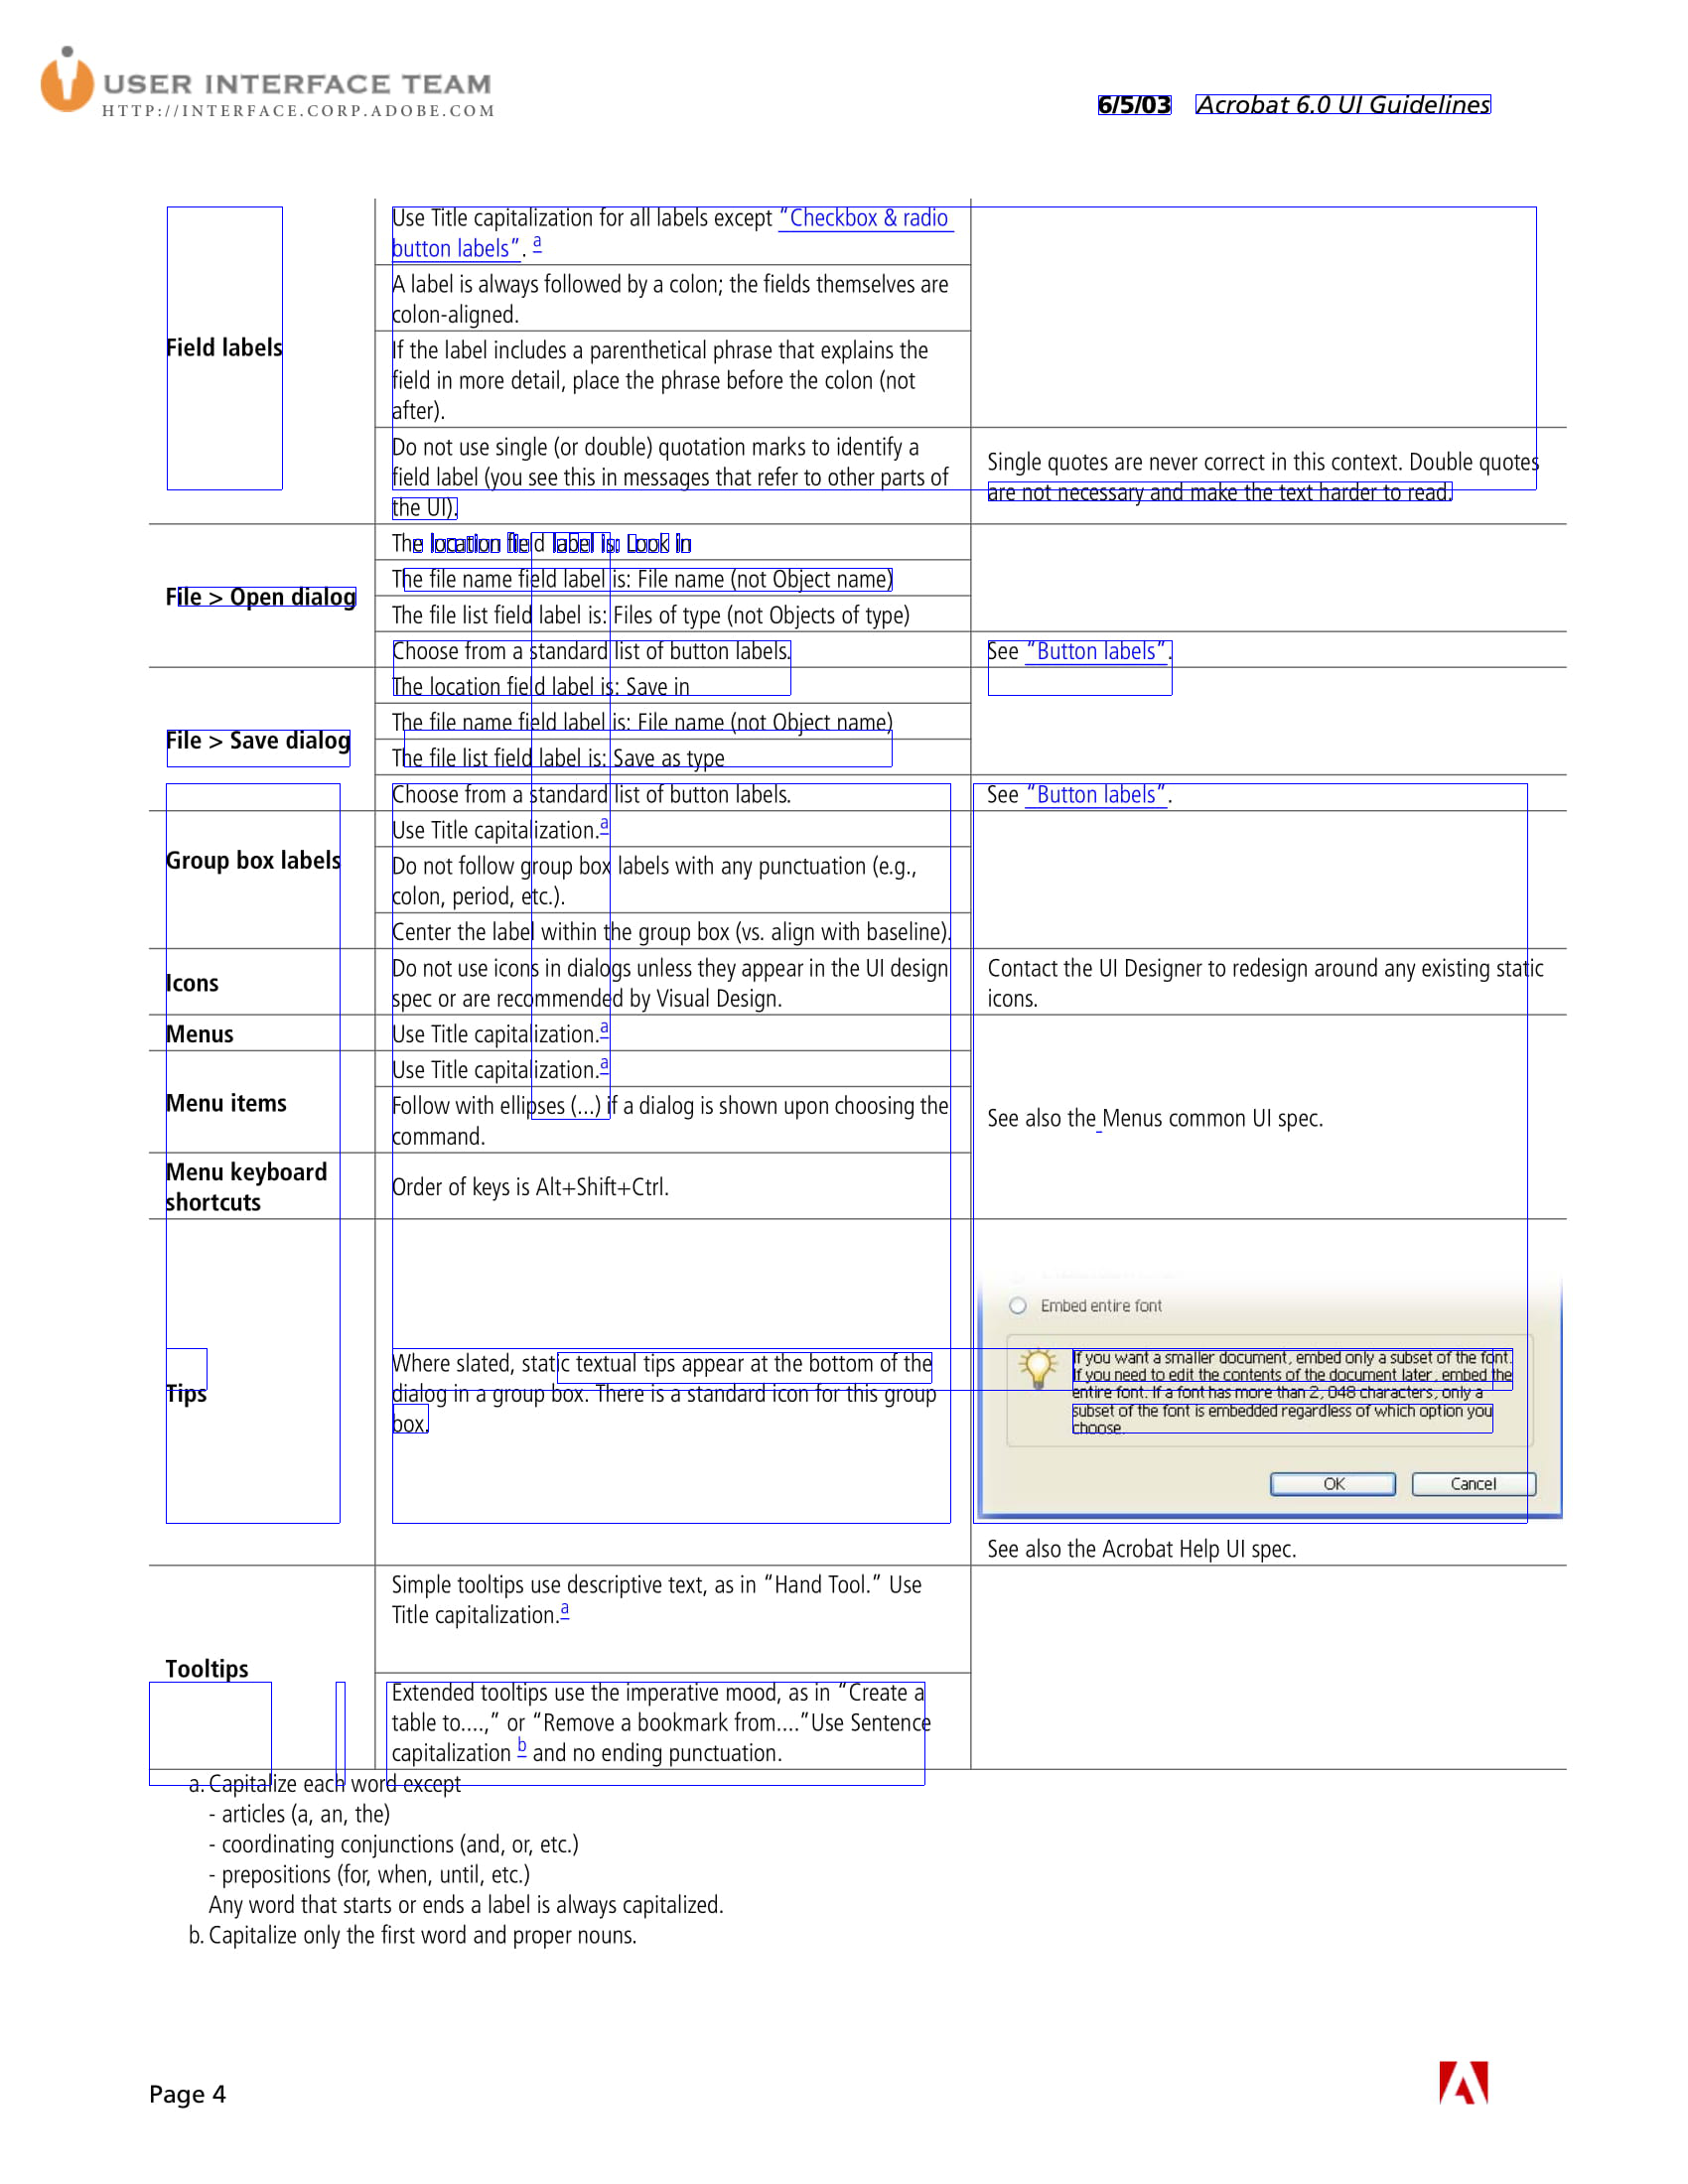 USER INTERFACE TEAM
HTTP://INTERFACE.CORP.ADOBE.COM
6/5/03 Acrobat 6.0 UI Guidelines
Field labels
Use Title capitalization for all labels except “Checkbox & radio
button labels”. a
A label is always followed by a colon; the fields themselves are
colon-aligned.
If the label includes a parenthetical phrase that explains the
field in more detail, place the phrase before the colon (not
after).
Do not use single (or double) quotation marks to identify a
field label (you see this in messages that refer to other parts of
the UI).
Single quotes are never correct in this context. Double quotes
are not necessary and make the text harder to read.
File > Open dialog
The location field label is: Look in
The file name field label is: File name (not Object name)
The file list field label is: Files of type (not Objects of type)
Choose from a standard list of button labels.
See “Button labels”.
File > Save dialog
The location field label is: Save in
The file name field label is: File name (not Object name)
The file list field label is: Save as type
Choose from a standard list of button labels.
See “Button labels”.
Group box labels
Use Title capitalization.a
Do not follow group box labels with any punctuation (e.g.,
colon, period, etc.).
Center the label within the group box (vs. align with baseline).
Icons
Do not use icons in dialogs unless they appear in the UI design
spec or are recommended by Visual Design.
Contact the UI Designer to redesign around any existing static
icons.
Menus
Use Title capitalization.a
Menu items
Use Title capitalization.a
Follow with ellipses (...) if a dialog is shown upon choosing the
command.
See also the Menus common UI spec.
Menu keyboard
shortcuts
Order of keys is Alt+Shift+Ctrl.
Tips
Where slated, static textual tips appear at the bottom of the
dialog in a group box. There is a standard icon for this group
box.
Embed entire font
If you want a smaller document, embed only a subset of the font.
If you need to edit the contents of the document later, embed the
entire font. If a font has more than 2, 048 characters, only a
subset of the font is embedded regardless of which option you
choose.
OK Cancel
See also the Acrobat Help UI spec.
Tooltips
Simple tooltips use descriptive text, as in “Hand Tool.” Use
Title capitalization.a
Extended tooltips use the imperative mood, as in “Create a
table to....,” or “Remove a bookmark from....”Use Sentence
capitalization b and no ending punctuation.
a. Capitalize each word except
- articles (a, an, the)
- coordinating conjunctions (and, or, etc.)
- prepositions (for, when, until, etc.)
Any word that starts or ends a label is always capitalized.
b. Capitalize only the first word and proper nouns.
Page 4